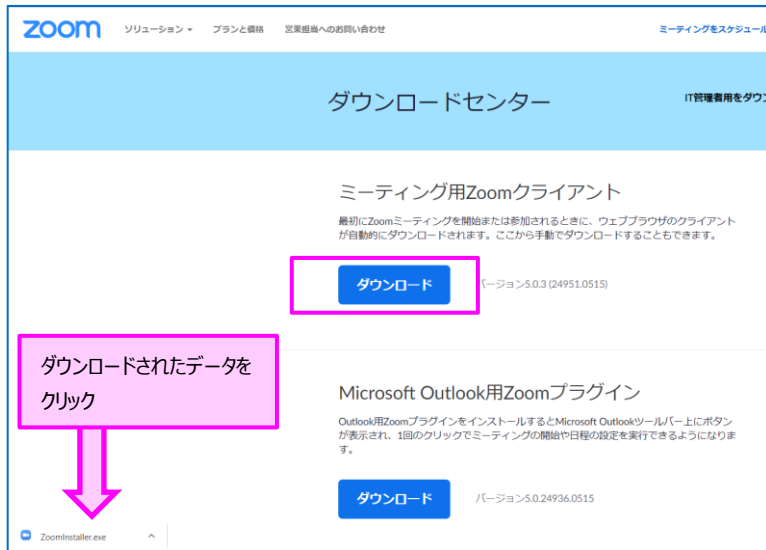 zoom ソリューション プランと価格 営業担当へのお問い合わせ ミーティングをスケジュール
ダウンロードセンター
IT管理者用をダウン
ミーティング用Zoomクライアント
最初にZoomミーティングを開始または参加されるときに、ウェブブラウザのクライアント
が自動的にダウンロードされます。ここから手動でダウンロードすることもできます。
ダウンロード
バージョン5.0.3 (24951.0515)
ダウンロードされたデータを
クリック
Microsoft Outlook用Zoomプラグイン
Outlook用ZoomプラグインをインストールするとMicrosoft Outlookツールバー上にボタン
が表示され、1回のクリックでミーティングの開始や日程の設定を実行できるようになりま
す。
ダウンロード
バージョン5.0.24936.0515
ZoomInstaller.exe